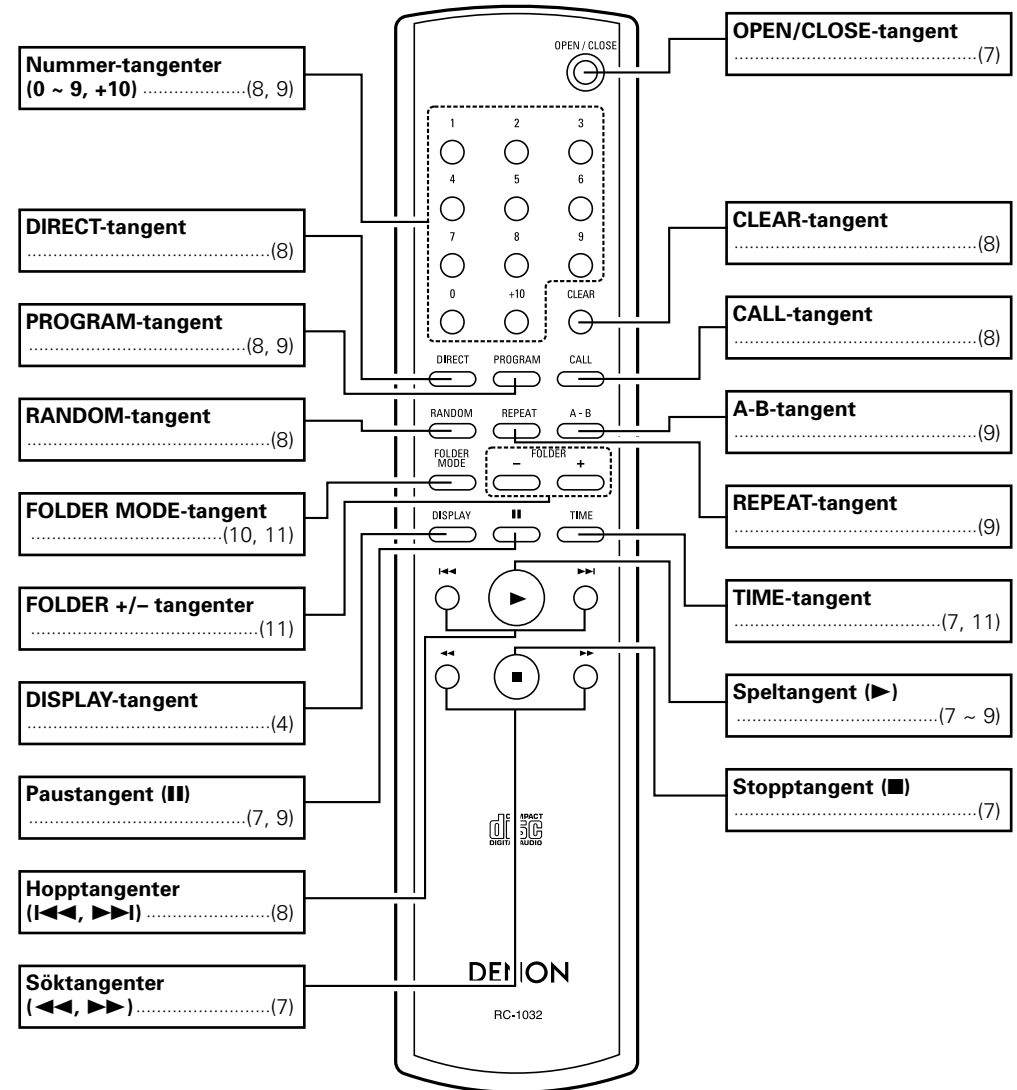 Nummer-tangenter
(0 ~ 9, +10) .....................(8, 9)
DIRECT-tangent
.................................................(8)
PROGRAM-tangent
............................................(8, 9)
RANDOM-tangent
.................................................(8)
FOLDER MODE-tangent
........................................(10, 11)
FOLDER +/– tangenter
..............................................(11)
DISPLAY-tangent
.................................................(4)
Paustangent (II)
............................................(7, 9)
Hopptangenter
(I◄◄, ►►I) .........................(8)
Söktangenter
(◄◄, ►►)...........................(7)
OPEN / CLOSE
1 2 3
4 5 6
7 8 9
0 +10 CLEAR
DIRECT PROGRAM CALL
RANDOM REPEAT A - B
FOLDER
MODE
FOLDER
– +
DISPLAY II TIME
I◄◄ ► ►►I
◄◄ ■ ►►
COMPACT
disc
DIGITAL AUDIO
DENON
RC-1032
OPEN/CLOSE-tangent
..................................................(7)
CLEAR-tangent
..................................................(8)
CALL-tangent
..................................................(8)
A-B-tangent
..................................................(9)
REPEAT-tangent
..................................................(9)
TIME-tangent
..........................................(7, 11)
Speltangent (►)
.........................................(7 ~ 9)
Stopptangent (■)
..................................................(7)